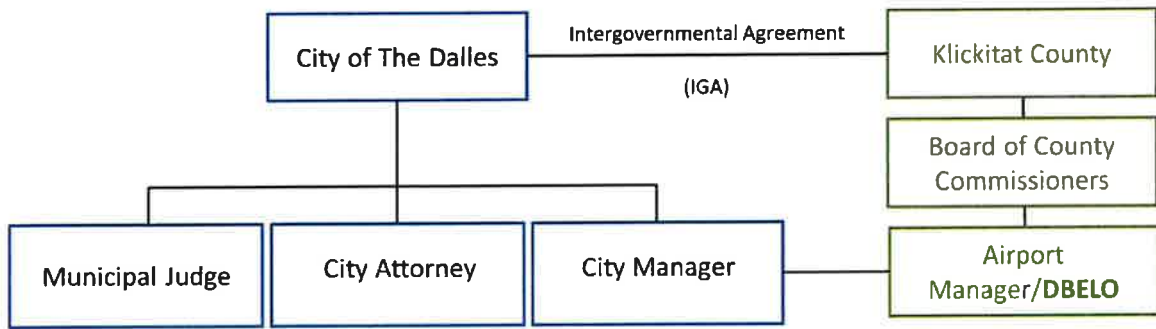 City of The Dalles
Intergovernmental Agreement
(IGA)
Klickitat County
Board of County
Commissioners
Municipal Judge
City Attorney
City Manager
Airport
Manager/DBELO